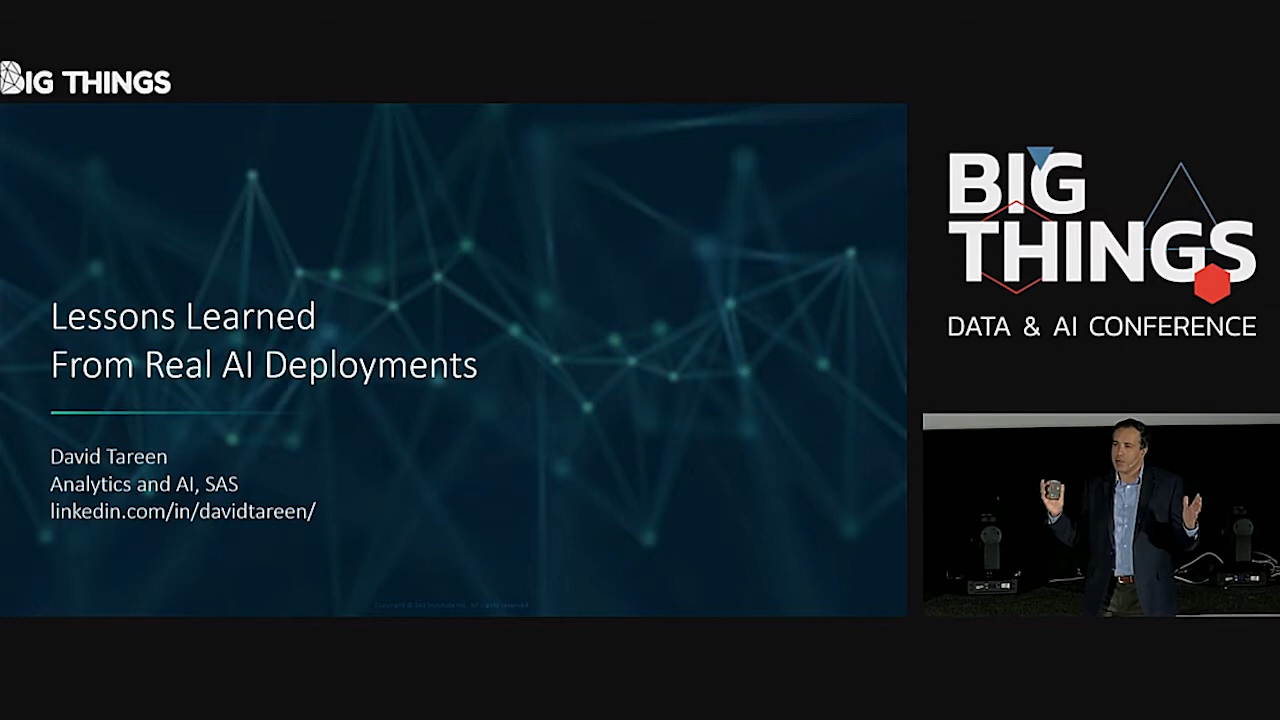 BIG THINGS
Lessons Learned
From Real AI Deployments
David Tareen
Analytics and AI, SAS
linkedin.com/in/davidtareen/
BIG
THINGS
DATA & AI CONFERENCE